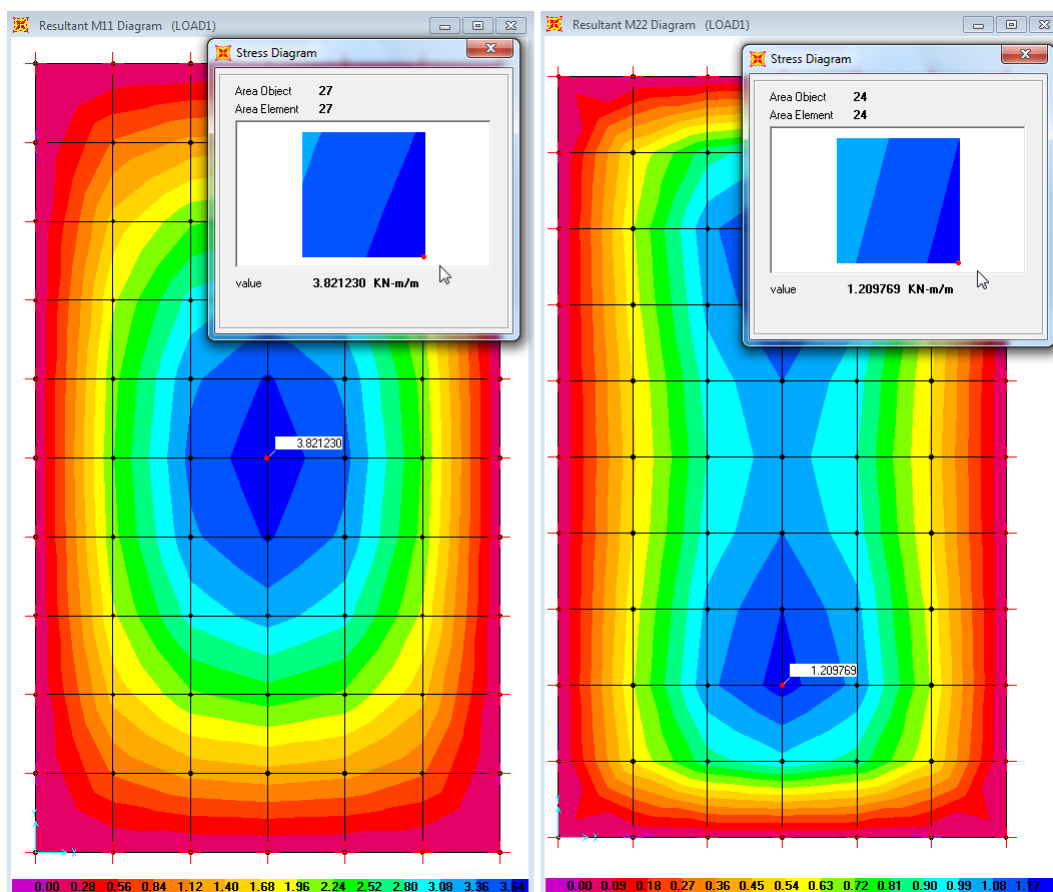 Resultant M11 Diagram (LOAD1)
Stress Diagram
Area Object 27
Area Element 27
value 3.821230 KN-m/m
3.821230
0.00 0.28 0.56 0.84 1.12 1.40 1.68 1.96 2.24 2.52 2.80 3.08 3.36 3.64
Resultant M22 Diagram (LOAD1)
Stress Diagram
Area Object 24
Area Element 24
value 1.209769 KN-m/m
1.209769
0.00 0.09 0.18 0.27 0.36 0.45 0.54 0.63 0.72 0.81 0.90 0.99 1.08 1.17